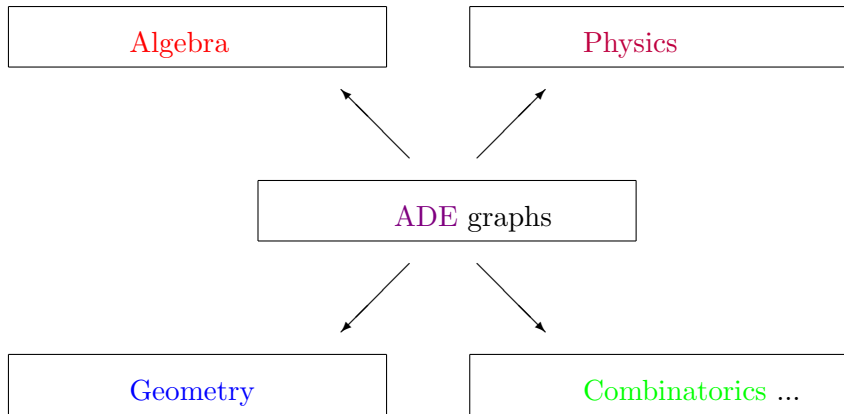 Algebra
Physics
ADE graphs
Geometry
Combinatorics ...